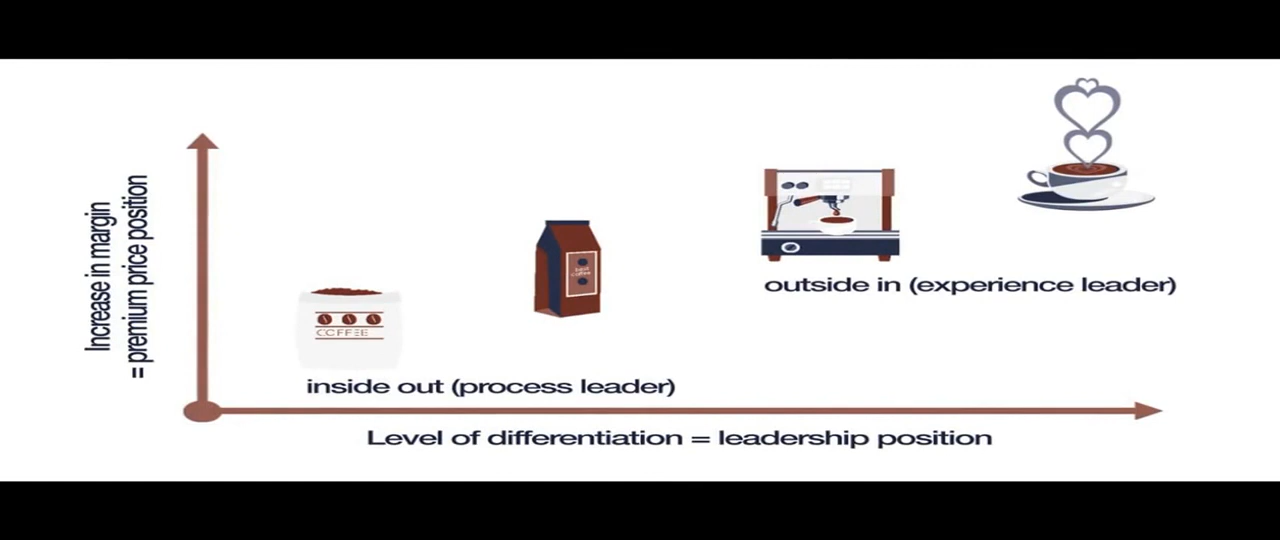 Increase in margin
= premium price position
COFFEE
outside in (experience leader)
inside out (process leader)
Level of differentiation = leadership position